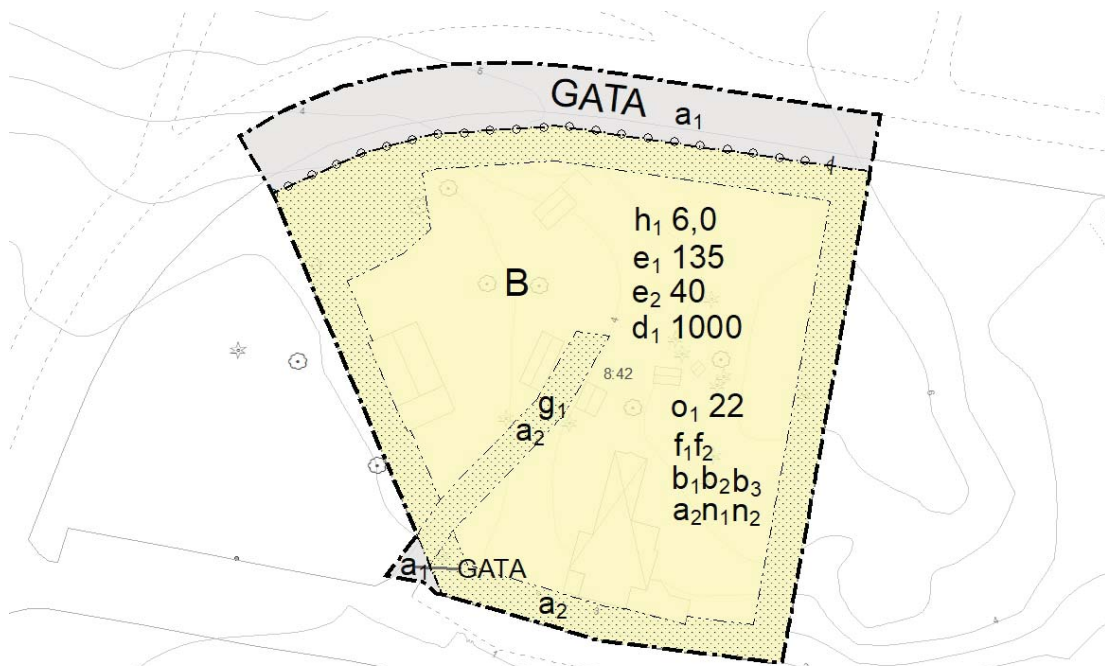 GATA a₁
h₁ 6,0
e₁ 135
B
e₂ 40
d₁ 1000
8:42
g₁
a₂
o₁ 22
f₁f₂
b₁b₂b₃
a₂n₁n₂
a₁ GATA
a₂